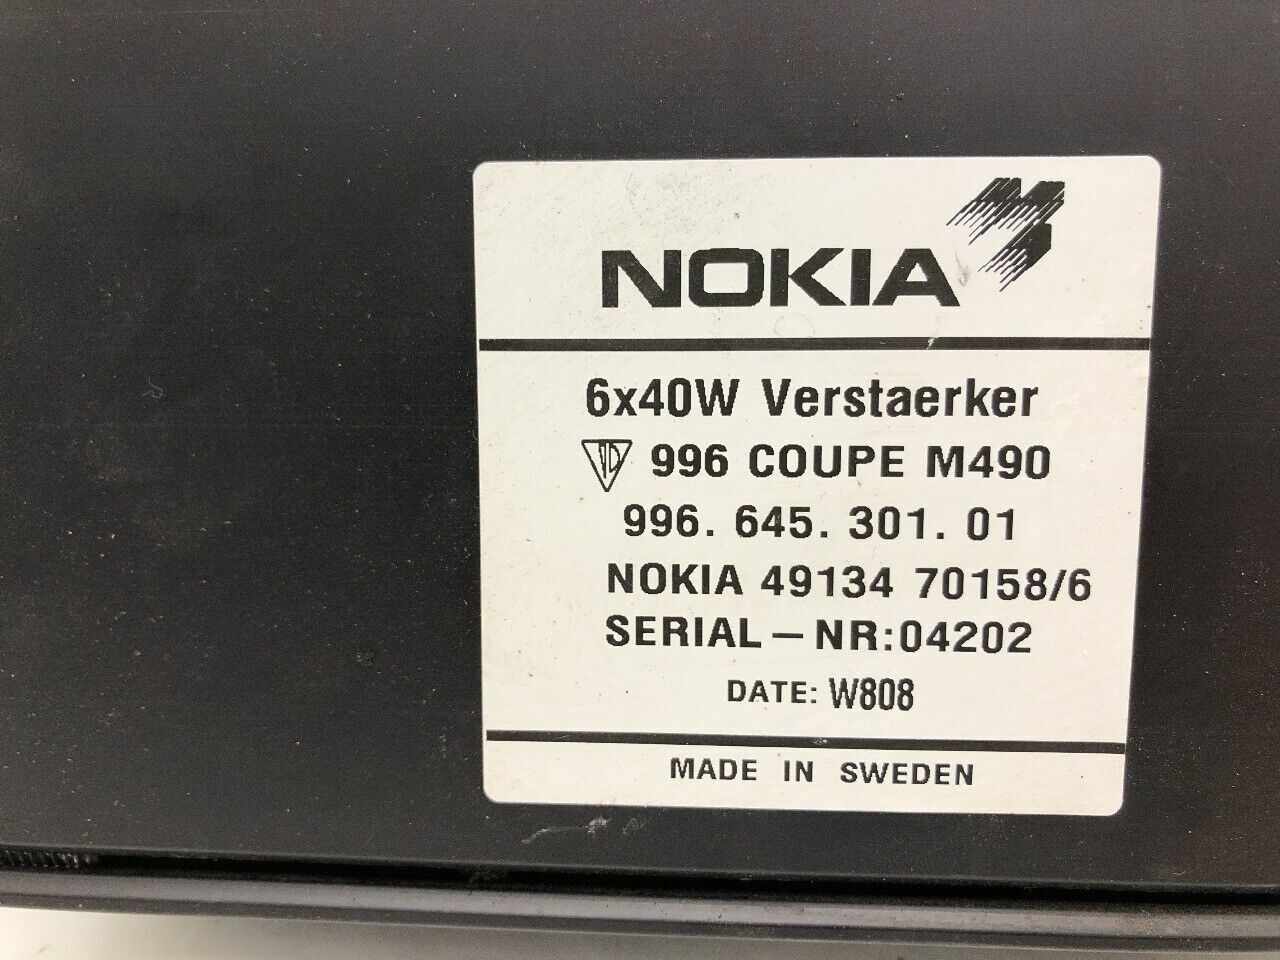 NOKIA
6x40W Verstaerker
996 COUPE M490
996. 645. 301. 01
NOKIA 49134 70158/6
SERIAL-NR:04202
DATE: W808
MADE IN SWEDEN